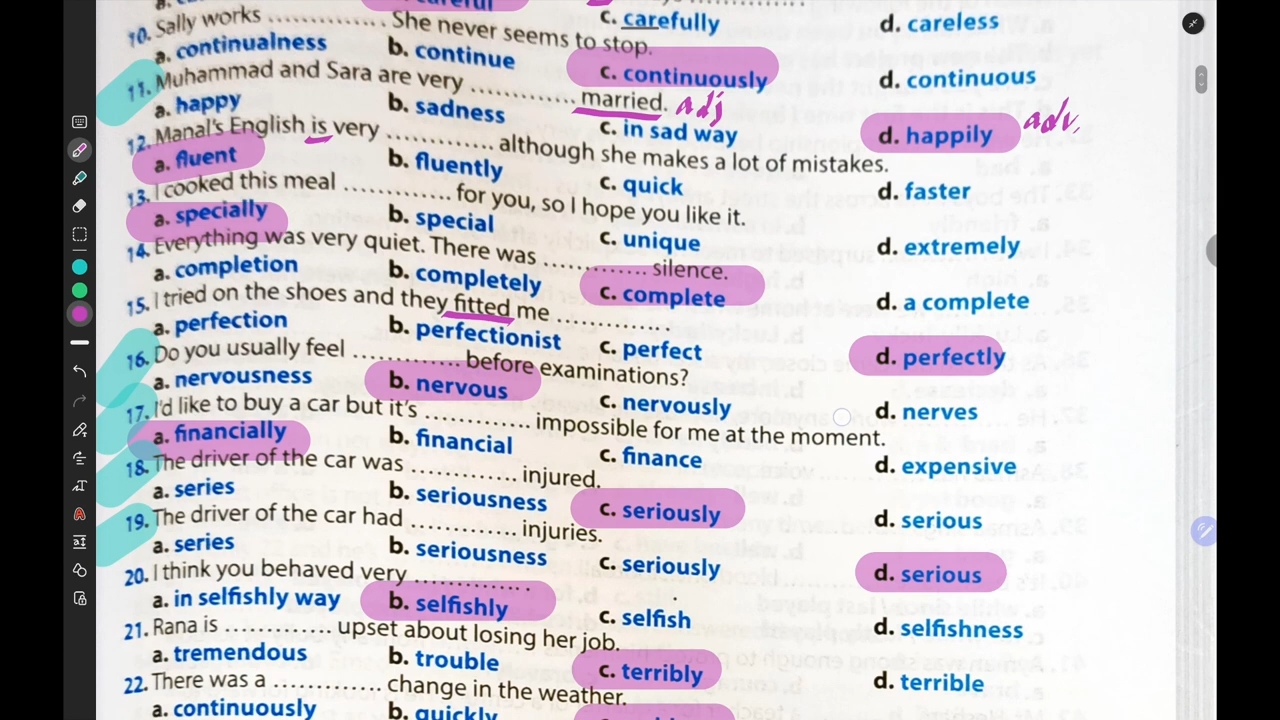 careful
c. carefully d. careless
10. Sally works .............. She never seems to stop.
a. continualness b. continue c. continuously d. continuous
11. Muhammad and Sara are very .............. married. adj
a. happy b. sadness c. in sad way d. happily adv.
12. Manal's English is very .............. although she makes a lot of mistakes.
a. fluent b. fluently c. quick d. faster
13. I cooked this meal .............. for you, so I hope you like it.
a. specially b. special c. unique d. extremely
14. Everything was very quiet. There was .............. silence.
a. completion b. completely c. complete d. a complete
15. I tried on the shoes and they fitted me ..............
a. perfection b. perfectionist c. perfect d. perfectly
16. Do you usually feel .............. before examinations?
a. nervousness b. nervous c. nervously d. nerves
17. I'd like to buy a car but it's .............. impossible for me at the moment.
a. financially b. financial c. finance d. expensive
18. The driver of the car was .............. injured.
a. series b. seriousness c. seriously d. serious
19. The driver of the car had .............. injuries.
a. series b. seriousness c. seriously d. serious
20. I think you behaved very ..............
a. in selfishly way b. selfishly c. selfish d. selfishness
21. Rana is .............. upset about losing her job.
a. tremendous b. trouble c. terribly d. terrible
22. There was a .............. change in the weather.
a. continuously b. quickly